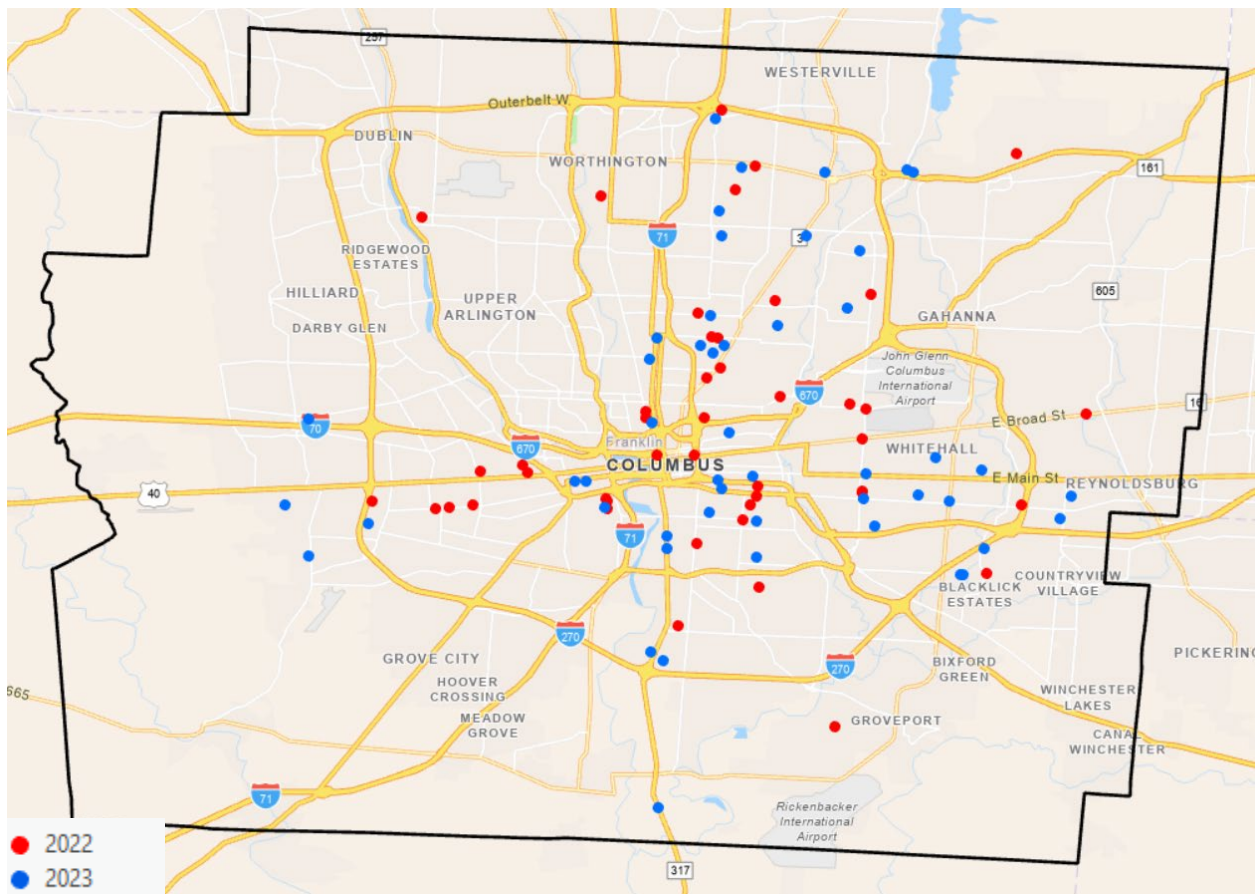 257
WESTERVILLE
Outerbelt W
DUBLIN
WORTHINGTON
161
71
3
RIDGEWOOD
ESTATES
HILLIARD
UPPER
ARLINGTON
605
DARBY GLEN
GAHANNA
John Glenn
Columbus
International
Airport
670
16
E Broad St
70
670
Franklin
WHITEHALL
COLUMBUS
E Main St
40
REYNOLDSBURG
71
COUNTRYVIEW
VILLAGE
BLACKLICK
ESTATES
270
GROVE CITY
PICKERING
270
BIXFORD
GREEN
HOOVER
CROSSING
665
WINCHESTER
LAKES
MEADOW
GROVE
GROVEPORT
CANAL
WINCHESTER
71
Rickenbacker
International
Airport
2022
317
2023